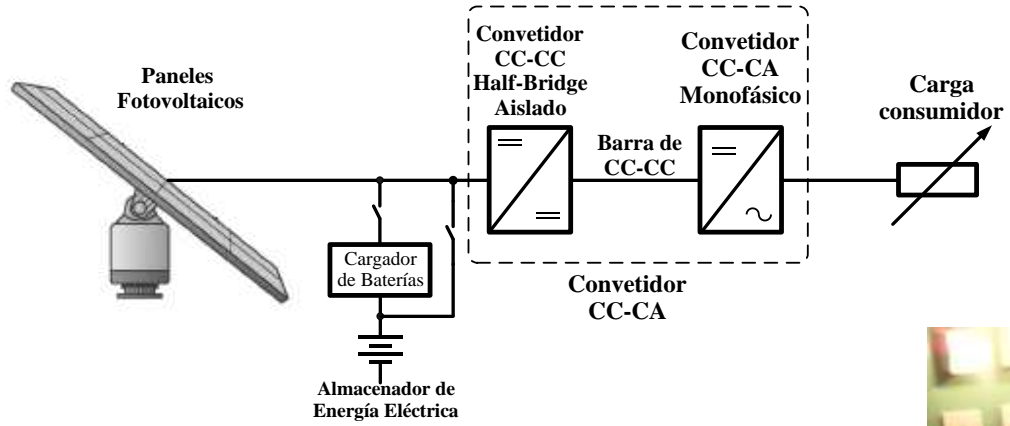 Paneles
Fotovoltaicos
Convetidor
CC-CC
Half-Bridge
Aislado
Convetidor
CC-CA
Monofásico
Carga
consumidor
Barra de
CC-CC
Cargador
de Baterías
Convetidor
CC-CA
Almacenador de
Energía Eléctrica